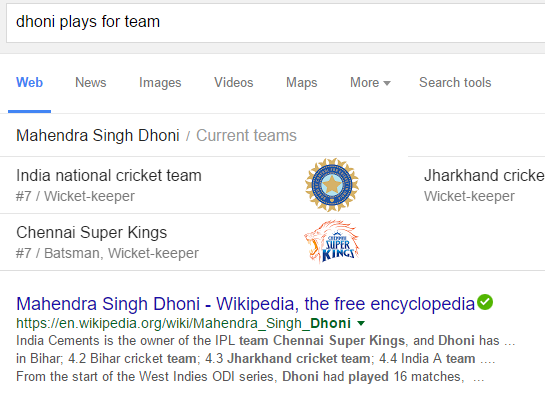 dhoni plays for team
Web News Images Videos Maps More Search tools
Mahendra Singh Dhoni / Current teams
India national cricket team
#7 / Wicket-keeper
Jharkhand cricke
Wicket-keeper
Chennai Super Kings
#7 / Batsman, Wicket-keeper
CHENNAI
SUPER
KINGS
Mahendra Singh Dhoni - Wikipedia, the free encyclopedia
https://en.wikipedia.org/wiki/Mahendra_Singh_Dhoni
India Cements is the owner of the IPL team Chennai Super Kings, and Dhoni has ...
in Bihar; 4.2 Bihar cricket team; 4.3 Jharkhand cricket team; 4.4 India A team ....
From the start of the West Indies ODI series, Dhoni had played 16 matches, ...